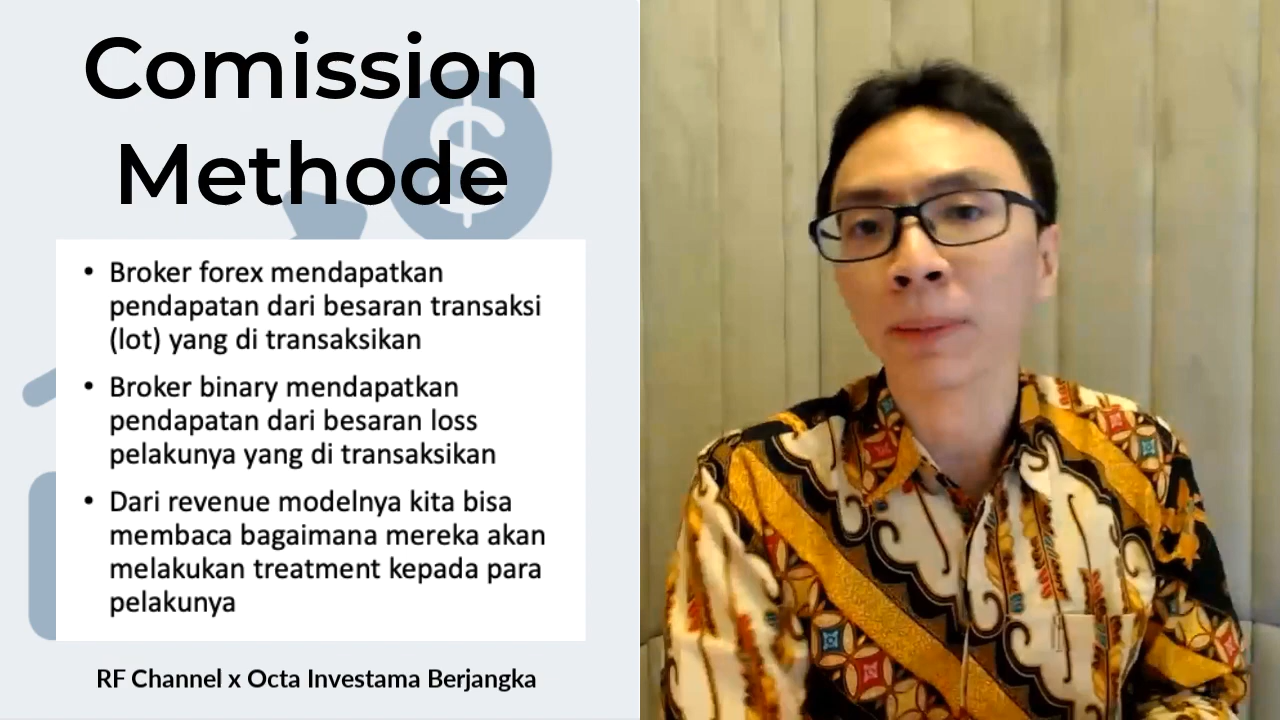 Comission
Methode
• Broker forex mendapatkan
pendapatan dari besaran transaksi
(lot) yang di transaksikan
• Broker binary mendapatkan
pendapatan dari besaran loss
pelakunya yang di transaksikan
• Dari revenue modelnya kita bisa
membaca bagaimana mereka akan
melakukan treatment kepada para
pelakunya
RF Channel x Octa Investama Berjangka